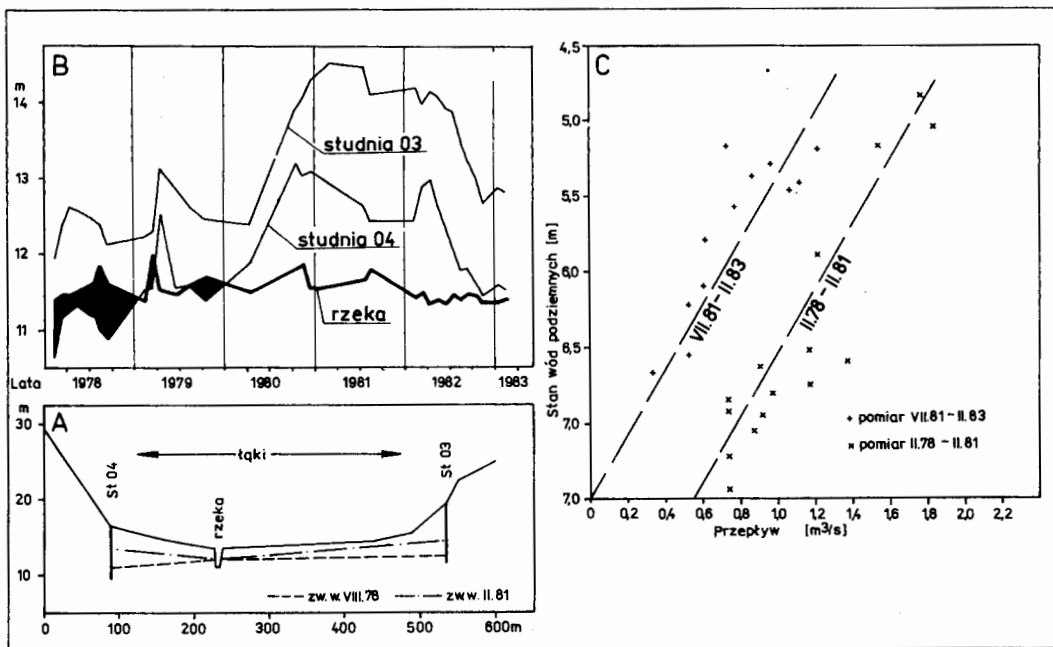 B
m
14
13
12
11
studnia 03
studnia 04
rzeka
Lata
1978
1979
1980
1981
1982
1983
A
m
30
20
10
St 04
łąki
rzeka
St 03
zw. w. VIII.78
zw.w. II.81
0
100
200
300
400
500
600m
C
4,5
5,0
5,5
6,0
6,5
7,0
7,0
Stan wód podziemnych [m]
VII.81-II.83
II.78-II.81
+ pomiar VII.81-II.83
× pomiar II.78-II.81
0
0,2
0,4
0,6
0,8
1,0
1,2
1,4
1,6
1,8
2,0
2,2
Przepływ [m³/s]